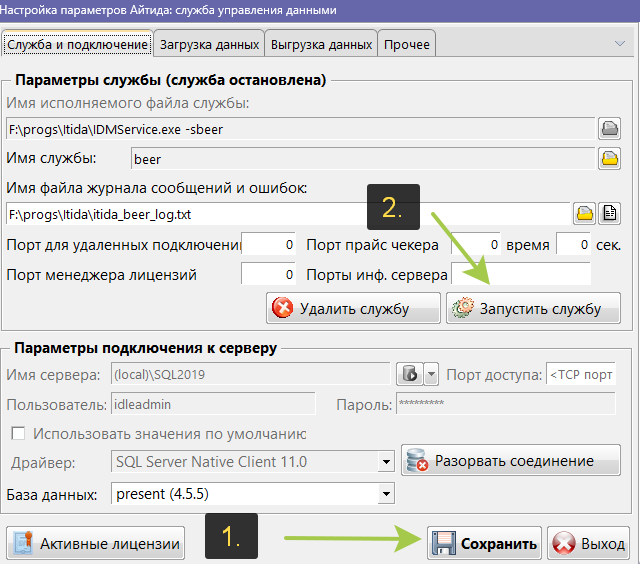 Настройка параметров Айтида: служба управления данными
Служба и подключение Загрузка данных Выгрузка данных Прочее
Параметры службы (служба остановлена)
Имя исполняемого файла службы:
F:\progs\Itida\IDMService.exe -sbeer
Имя службы: beer
Имя файла журнала сообщений и ошибок:
2.
F:\progs\Itida\itida_beer_log.txt
Порт для удаленных подключени 0 Порт прайс чекера 0 время 0 сек.
Порт менеджера лицензий 0 Порты инф. сервера
Удалить службу Запустить службу
Параметры подключения к серверу
Имя сервера: (local)\SQL2019 Порт доступа: <TCP порт
Пользователь: idleadmin Пароль: *********
Использовать значения по умолчанию
Драйвер: SQL Server Native Client 11.0 Разорвать соединение
База данных: present (4.5.5)
1.
Активные лицензии Сохранить Выход